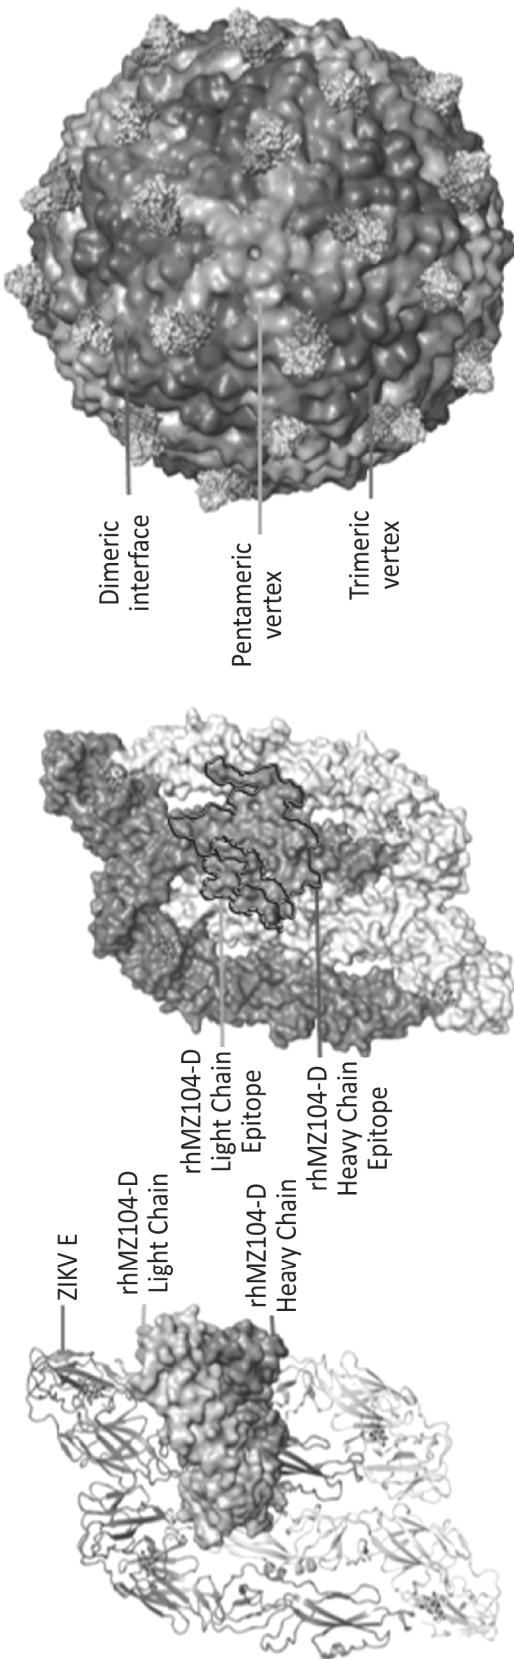 ZIKV E
rhMZ104-D
Light Chain
rhMZ104-D
Heavy Chain
rhMZ104-D
Light Chain
Epitope
rhMZ104-D
Heavy Chain
Epitope
Dimeric
interface
Pentameric
vertex
Trimeric
vertex